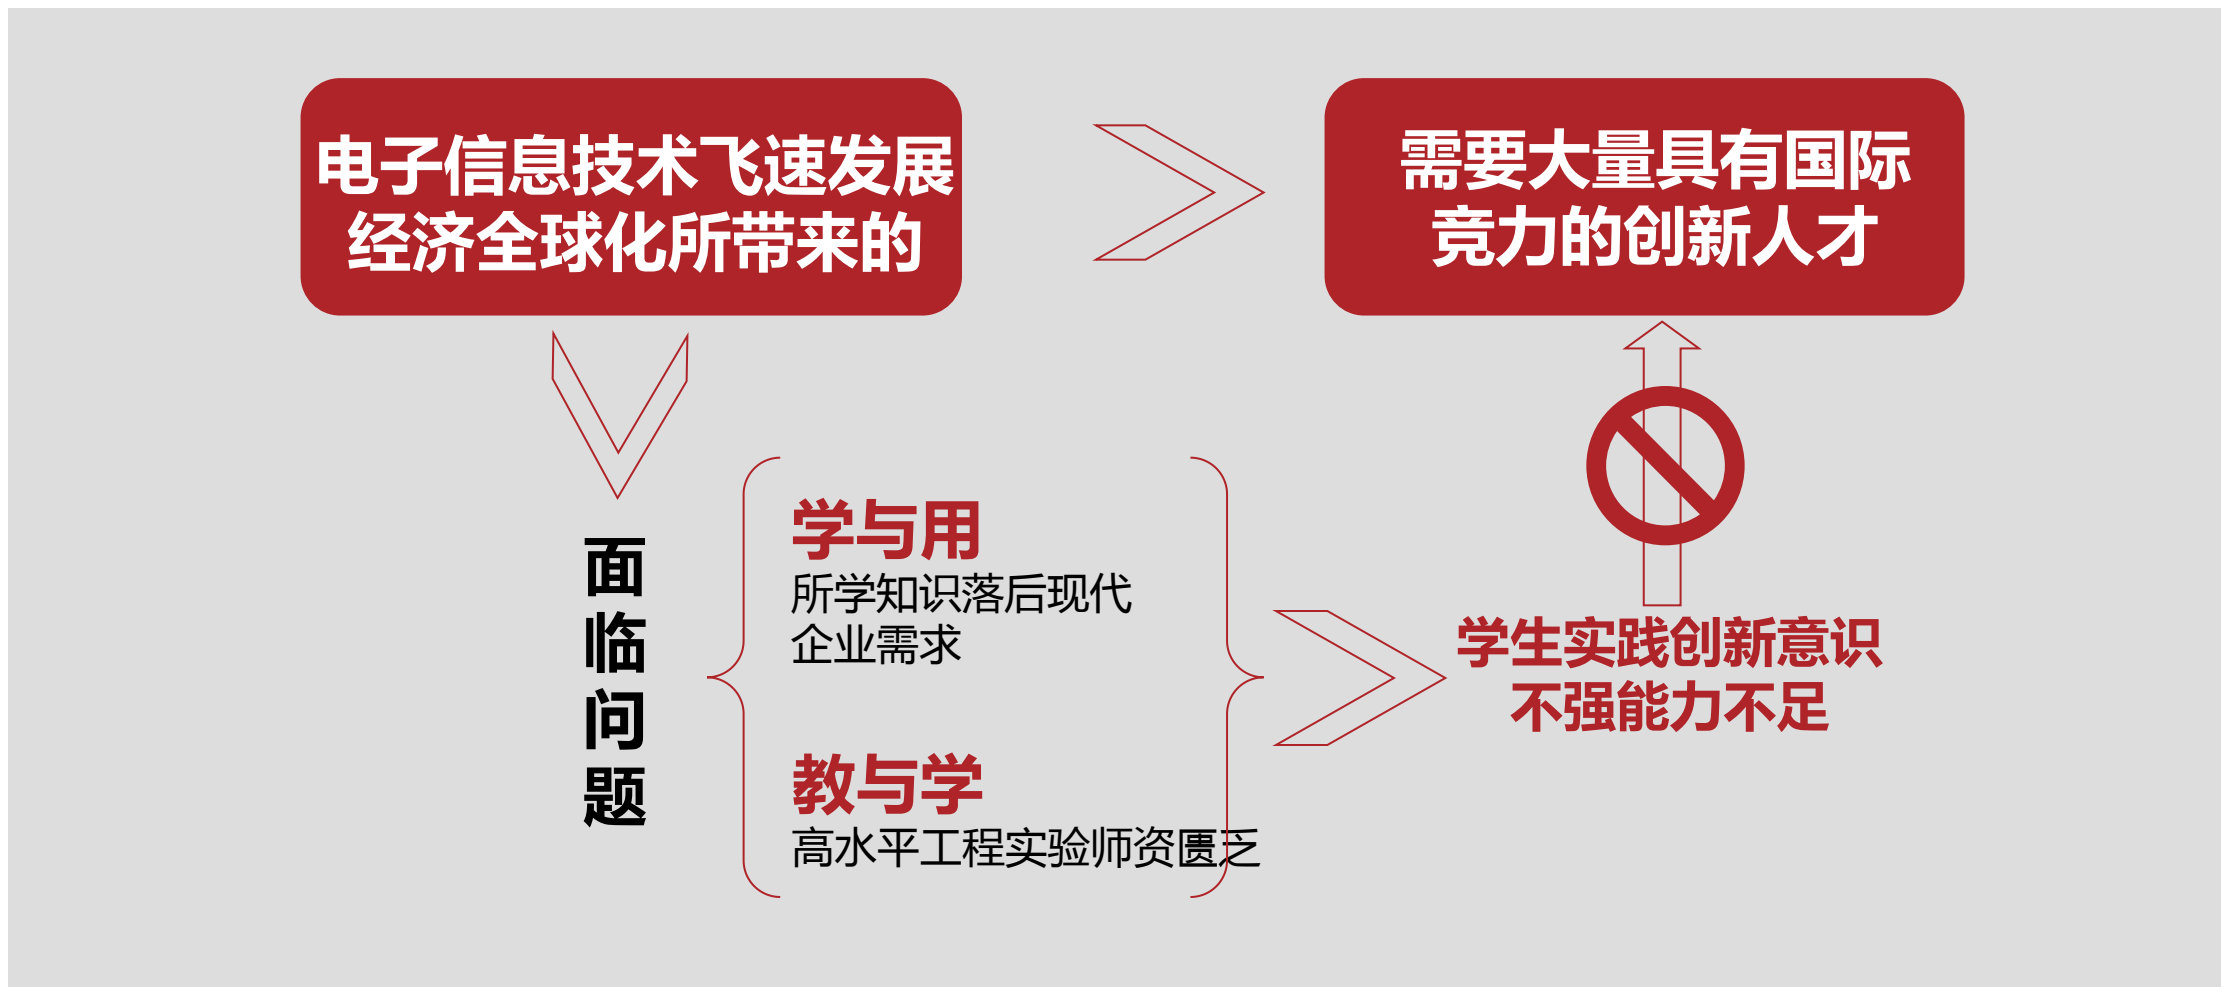 电子信息技术飞速发展
经济全球化所带来的
需要大量具有国际
竞力的创新人才
面
临
问
题
学与用
所学知识落后现代
企业需求
教与学
高水平工程实验师资匮乏
学生实践创新意识
不强能力不足